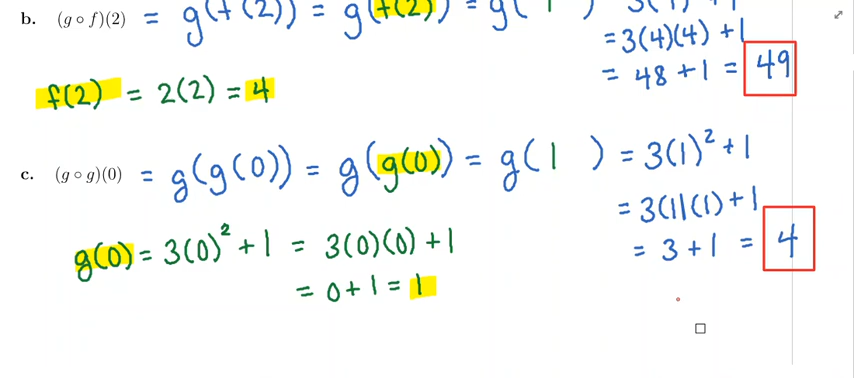 b. (g ∘ f)(2) = g(f(2)) = g(f(2)) = g(
= 3(4)(4) + 1
= 48 + 1 = 49
f(2) = 2(2) = 4
c. (g ∘ g)(0) = g(g(0)) = g(g(0)) = g( 1 ) = 3(1)² + 1
= 3(1)(1) + 1
g(0) = 3(0)² + 1 = 3(0)(0) + 1
= 3 + 1 = 4
= 0 + 1 = 1